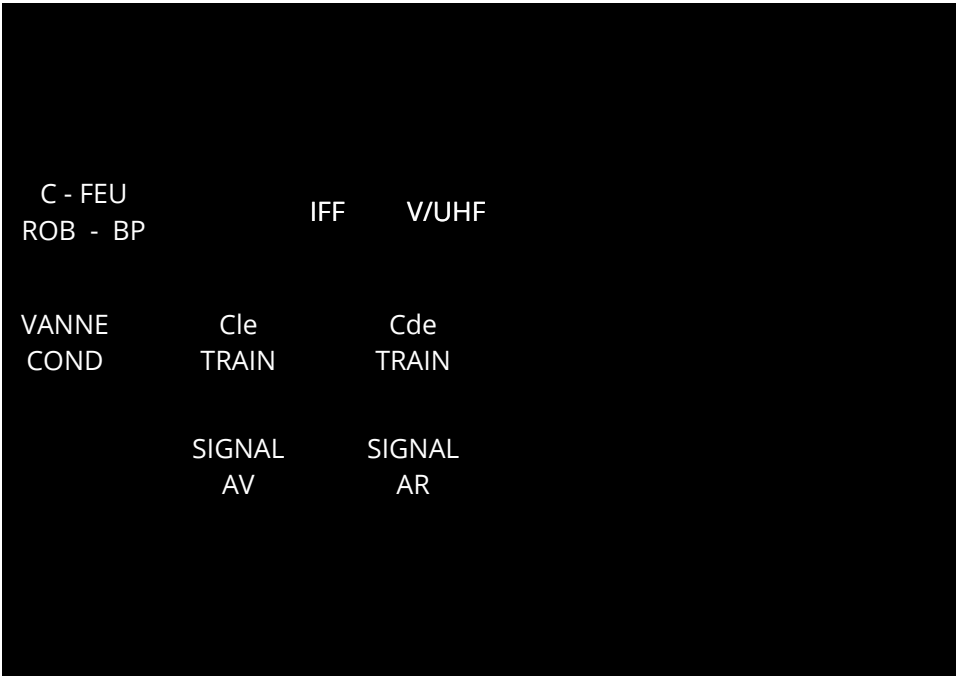 C - FEU
ROB - BP
IFF
V/UHF
VANNE
COND
Cle
TRAIN
Cde
TRAIN
SIGNAL
AV
SIGNAL
AR